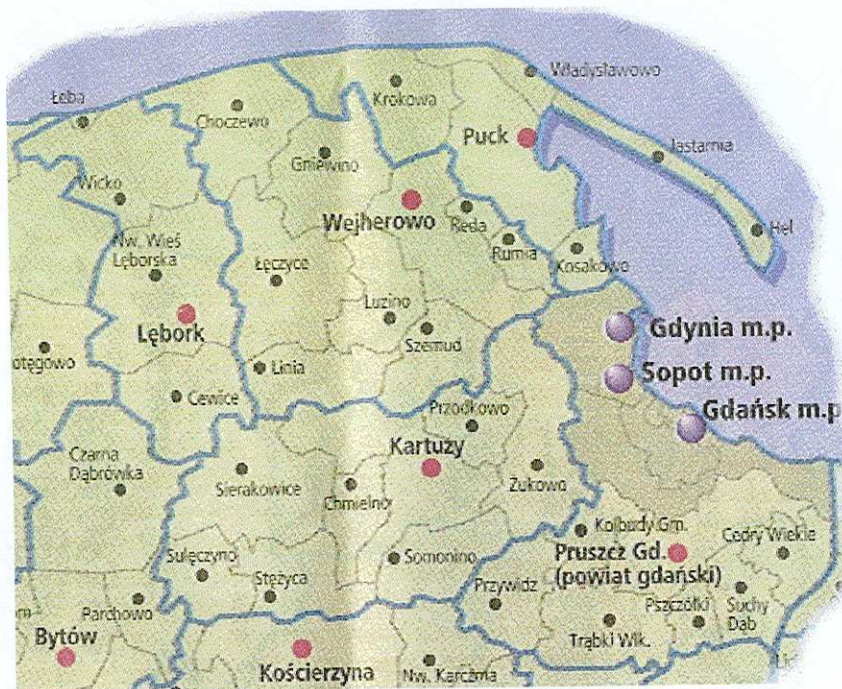 Łeba
Choczewo
Krokowa
Władysławowo
Puck
Jastarnia
Gniewino
Wicko
Wejherowo
Reda
Hel
Nw. Wieś
Lęborska
Łęczyce
Rumia
Kosakowo
Luzino
Lębork
Szemud
Gdynia m.p.
otęgowo
Linia
Sopot m.p.
Cewice
Przodkowo
Gdańsk m.p
Czarna
Dąbrówka
Kartuzy
Sierakowice
Chmielno
Żukowo
Kolbudy Grn.
Cedry Wielkie
Sulęczyno
Somonino
Pruszcz Gd.
(powiat gdański)
Stężyca
Przywidz
Parchowo
Pszczółki
Suchy
Dąb
Bytów
Trąbki Wlk.
Kościerzyna
Nw. Karczma